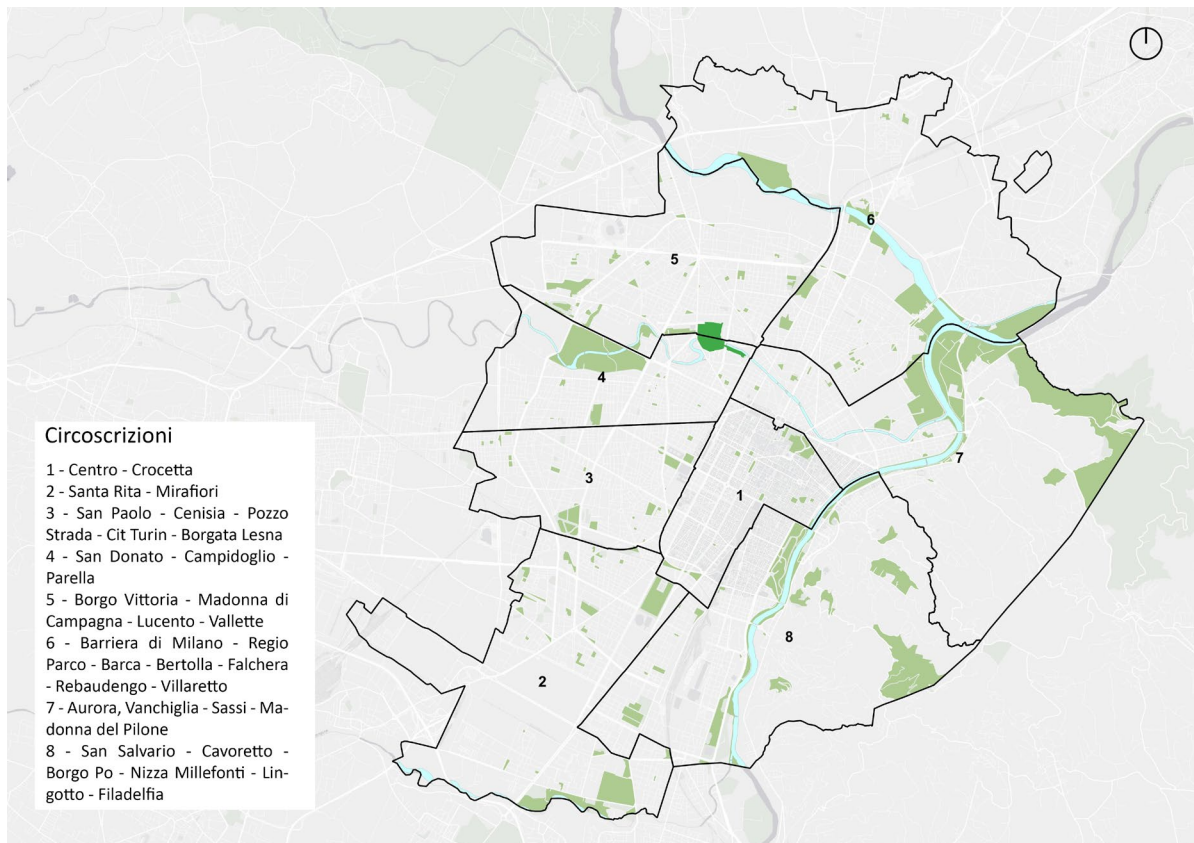 6
5
4
3
1
7
8
2
Circoscrizioni
1 - Centro - Crocetta
2 - Santa Rita - Mirafiori
3 - San Paolo - Cenisia - Pozzo
Strada - Cit Turin - Borgata Lesna
4 - San Donato - Campidoglio -
Parella
5 - Borgo Vittoria - Madonna di
Campagna - Lucento - Vallette
6 - Barriera di Milano - Regio
Parco - Barca - Bertolla - Falchera
- Rebaudengo - Villaretto
7 - Aurora, Vanchiglia - Sassi - Ma-
donna del Pilone
8 - San Salvario - Cavoretto -
Borgo Po - Nizza Millefonti - Lin-
gotto - Filadelfia